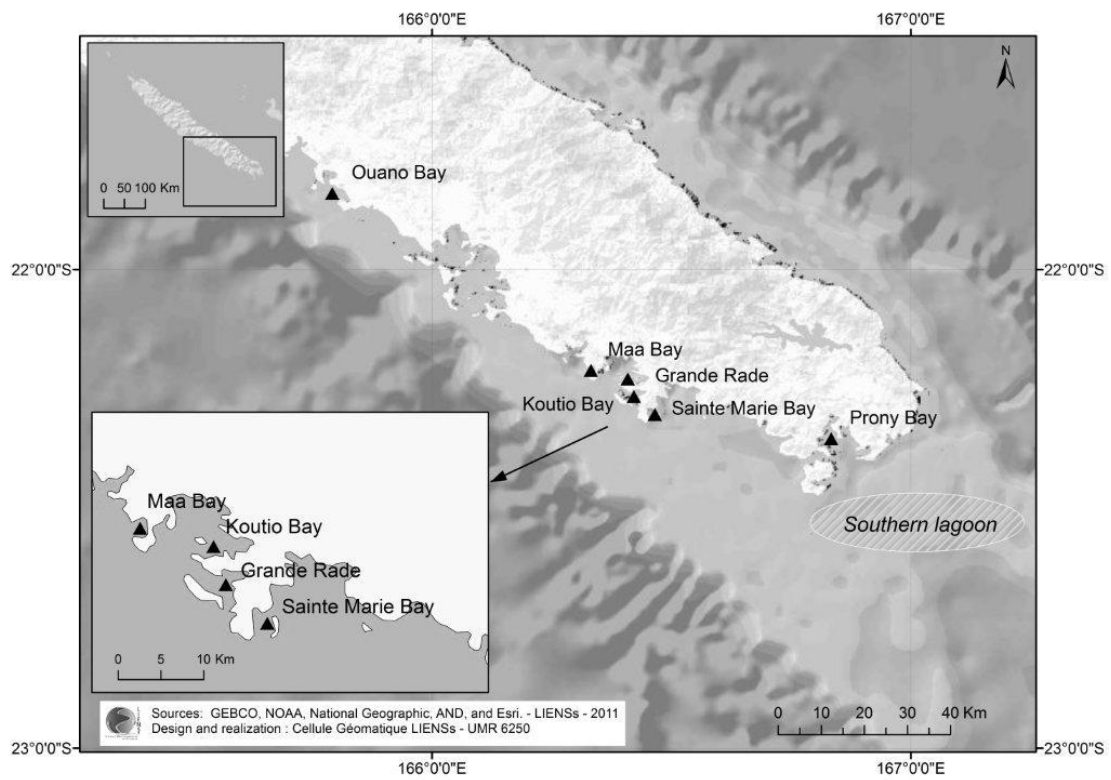 166°0'0"E
167°0'0"E
N
0 50 100 Km
Ouano Bay
22°0'0"S
22°0'0"S
Maa Bay
Grande Rade
Koutio Bay
Sainte Marie Bay
Prony Bay
Southern lagoon
Maa Bay
Koutio Bay
Grande Rade
Sainte Marie Bay
0 5 10 Km
Sources: GEBCO, NOAA, National Geographic, AND, and Esri. - LIENSs - 2011
Design and realization : Cellule Géomatique LIENSs - UMR 6250
0 10 20 30 40 Km
23°0'0"S
23°0'0"S
166°0'0"E
167°0'0"E